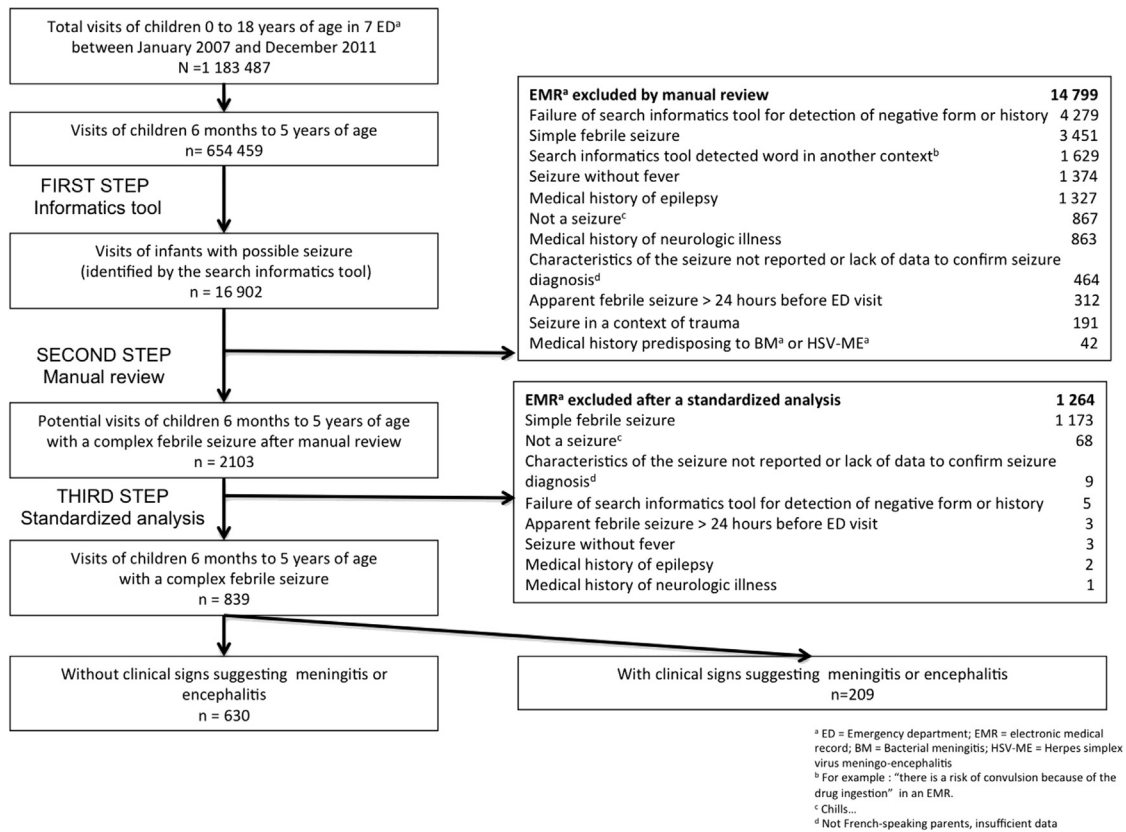 Total visits of children 0 to 18 years of age in 7 EDᵃ
between January 2007 and December 2011
N =1 183 487
Visits of children 6 months to 5 years of age
n= 654 459
FIRST STEP
Informatics tool
Visits of infants with possible seizure
(identified by the search informatics tool)
n = 16 902
EMRᵃ excluded by manual review 14 799
Failure of search informatics tool for detection of negative form or history 4 279
Simple febrile seizure 3 451
Search informatics tool detected word in another contextᵇ 1 629
Seizure without fever 1 374
Medical history of epilepsy 1 327
Not a seizureᶜ 867
Medical history of neurologic illness 863
Characteristics of the seizure not reported or lack of data to confirm seizure
diagnosisᵈ 464
Apparent febrile seizure > 24 hours before ED visit 312
Seizure in a context of trauma 191
Medical history predisposing to BMᵃ or HSV-MEᵃ 42
SECOND STEP
Manual review
Potential visits of children 6 months to 5 years of age
with a complex febrile seizure after manual review
n = 2103
EMRᵃ excluded after a standardized analysis 1 264
Simple febrile seizure 1 173
Not a seizureᶜ 68
Characteristics of the seizure not reported or lack of data to confirm seizure
diagnosisᵈ 9
Failure of search informatics tool for detection of negative form or history 5
Apparent febrile seizure > 24 hours before ED visit 3
Seizure without fever 3
Medical history of epilepsy 2
Medical history of neurologic illness 1
THIRD STEP
Standardized analysis
Visits of children 6 months to 5 years of age
with a complex febrile seizure
n = 839
Without clinical signs suggesting meningitis or
encephalitis
n = 630
With clinical signs suggesting meningitis or encephalitis
n=209
ᵃ ED = Emergency department; EMR = electronic medical
record; BM = Bacterial meningitis; HSV-ME = Herpes simplex
virus meningo-encephalitis
ᵇ For example : “there is a risk of convulsion because of the
drug ingestion” in an EMR.
ᶜ Chills...
ᵈ Not French-speaking parents, insufficient data